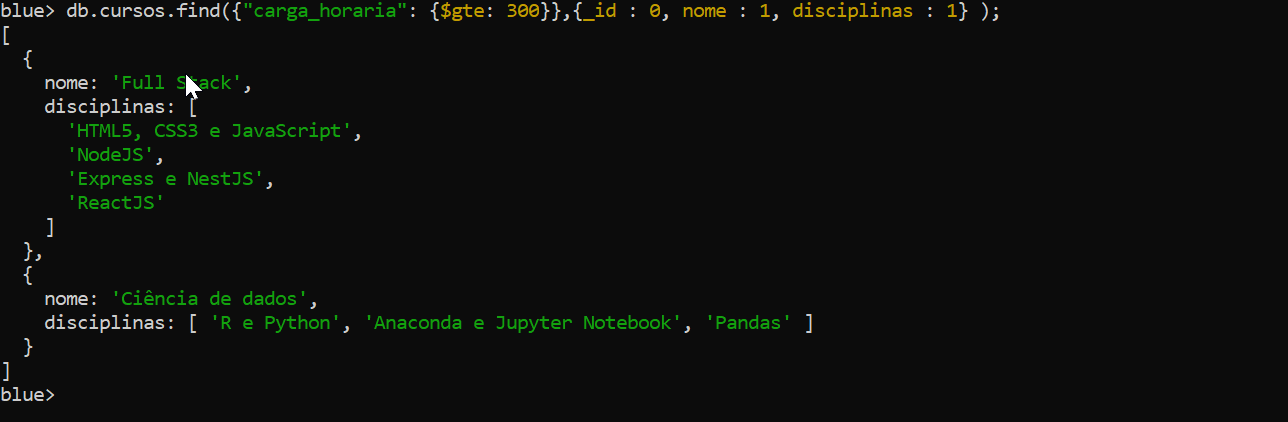 blue> db.cursos.find({"carga_horaria": {$gte: 300}},{_id : 0, nome : 1, disciplinas : 1} );
[
  {
    nome: 'Full Stack',
    disciplinas: [
      'HTML5, CSS3 e JavaScript',
      'NodeJS',
      'Express e NestJS',
      'ReactJS'
    ]
  },
  {
    nome: 'Ciência de dados',
    disciplinas: [ 'R e Python', 'Anaconda e Jupyter Notebook', 'Pandas' ]
  }
]
blue>